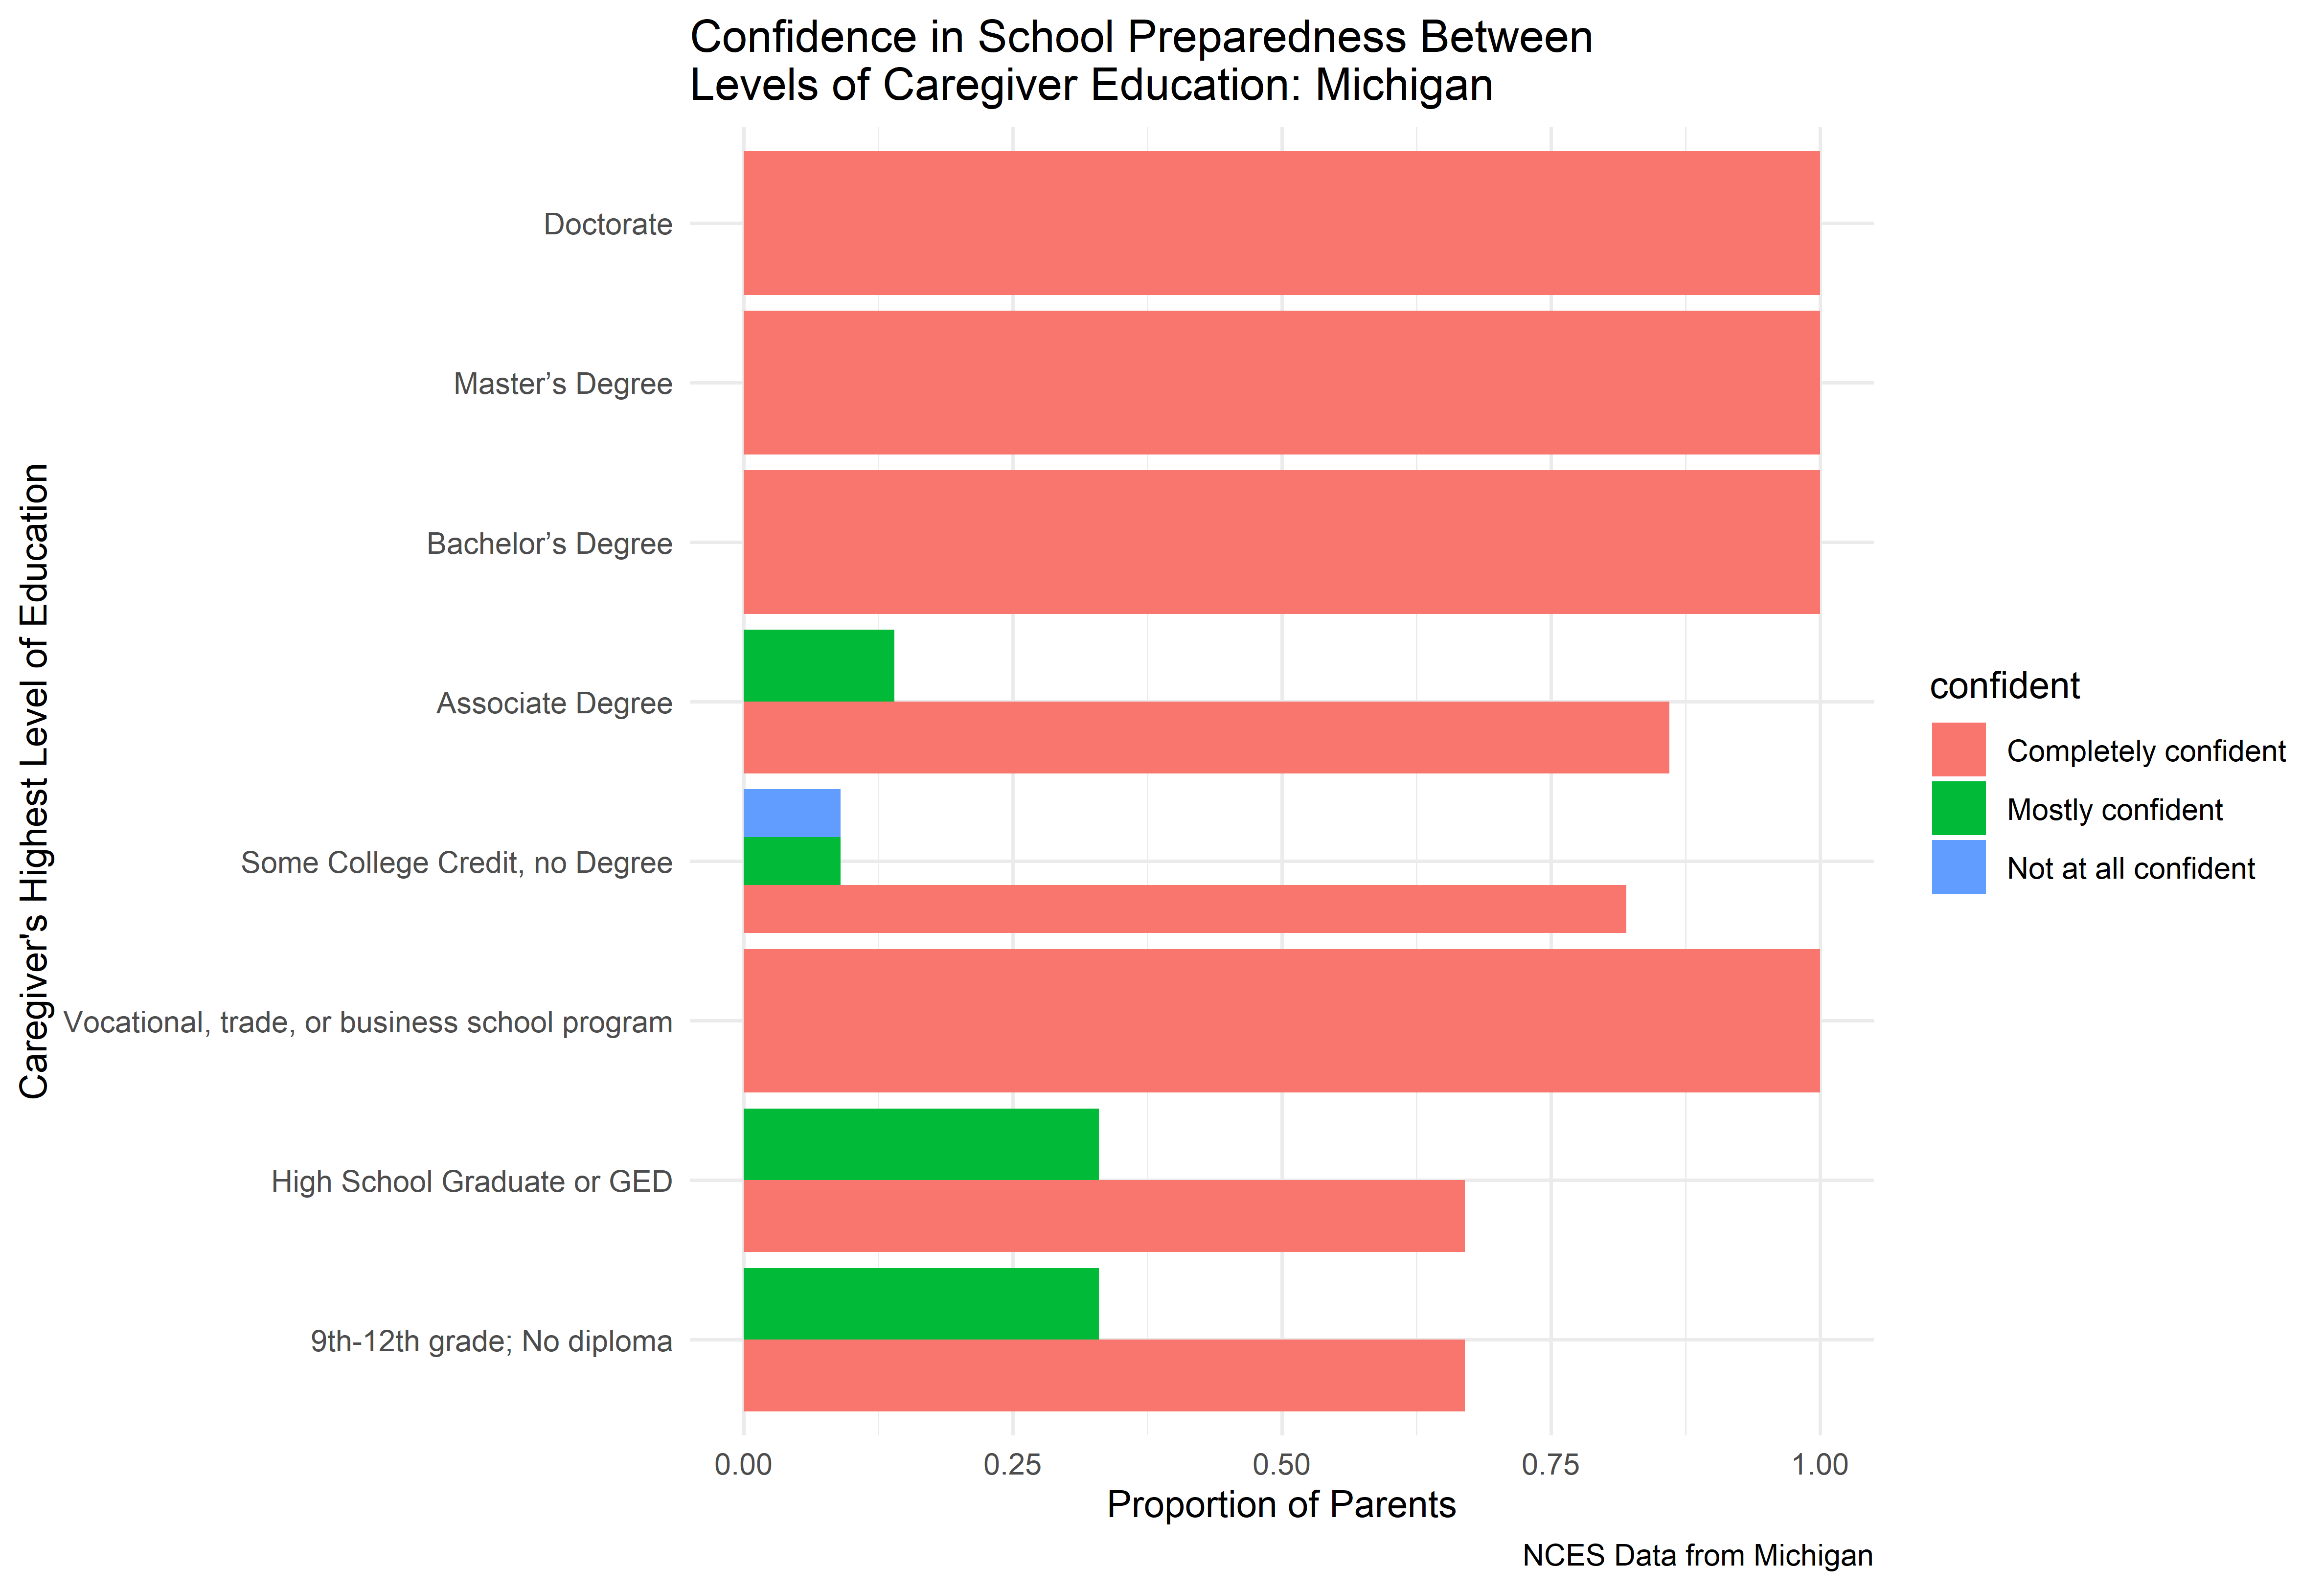 Confidence in School Preparedness Between
Levels of Caregiver Education: Michigan
Caregiver's Highest Level of Education
Doctorate
Master’s Degree
Bachelor’s Degree
Associate Degree
Some College Credit, no Degree
Vocational, trade, or business school program
High School Graduate or GED
9th-12th grade; No diploma
0.00 0.25 0.50 0.75 1.00
Proportion of Parents
confident
Completely confident
Mostly confident
Not at all confident
NCES Data from Michigan